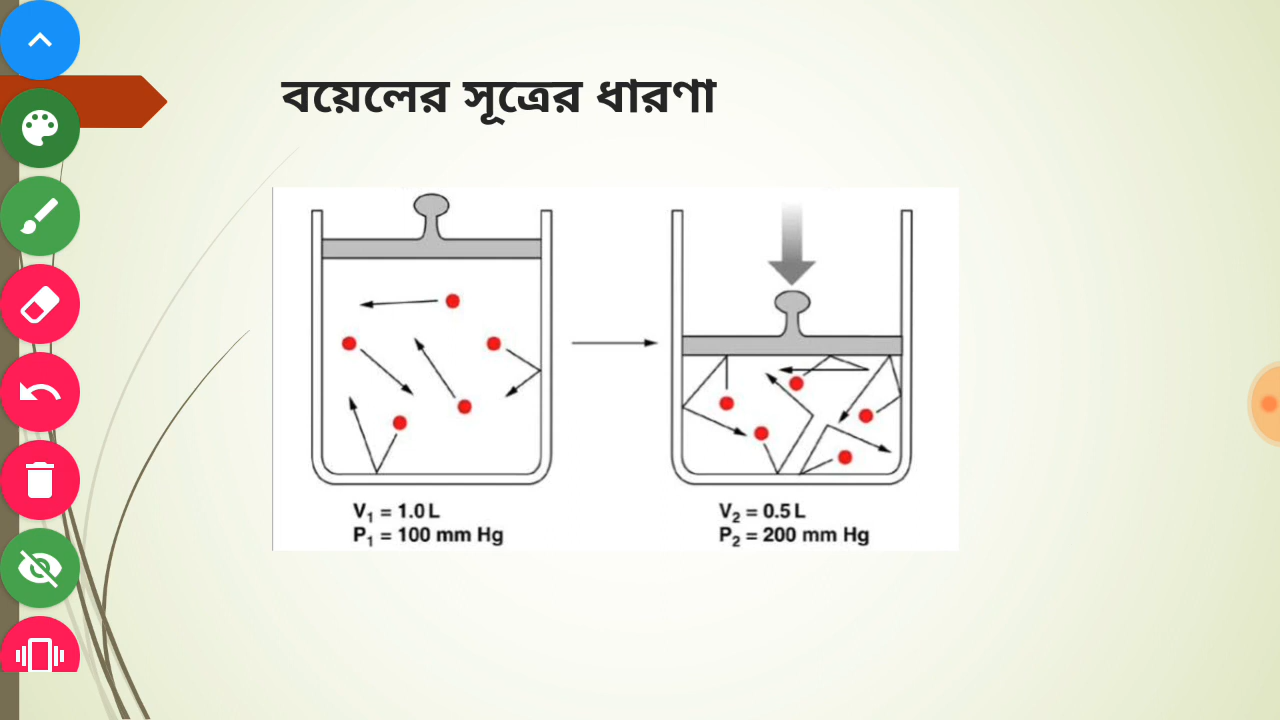 বয়েলের সূত্রের ধারণা
V₁ = 1.0 L
P₁ = 100 mm Hg
V₂ = 0.5 L
P₂ = 200 mm Hg